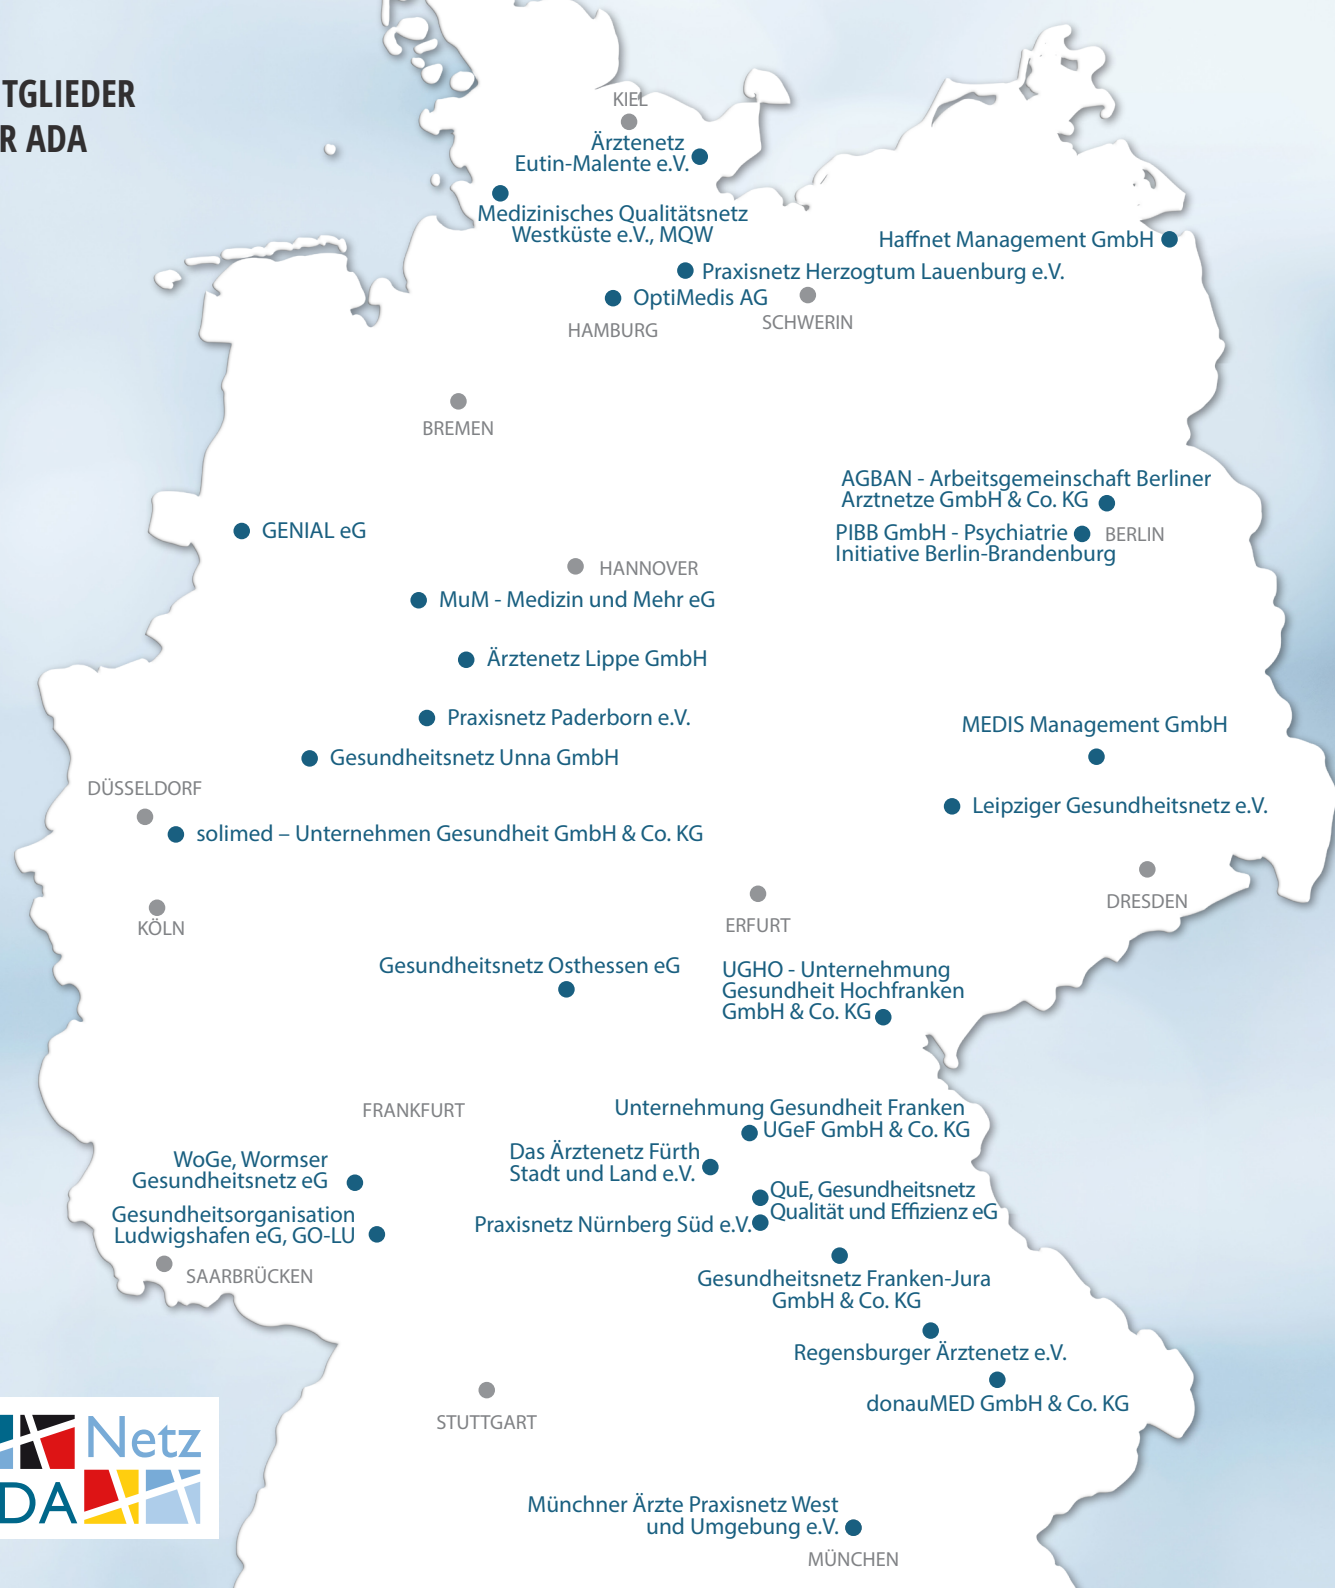 TGLIEDER
R ADA
KIEL
Ärztenetz
Eutin-Malente e.V.
Medizinisches Qualitätsnetz
Westküste e.V., MQW
Haffnet Management GmbH
Praxisnetz Herzogtum Lauenburg e.V.
OptiMedis AG
HAMBURG
SCHWERIN
BREMEN
AGBAN - Arbeitsgemeinschaft Berliner
Arztnetze GmbH & Co. KG
GENIAL eG
PIBB GmbH - Psychiatrie
Initiative Berlin-Brandenburg
BERLIN
HANNOVER
MuM - Medizin und Mehr eG
Ärztenetz Lippe GmbH
Praxisnetz Paderborn e.V.
MEDIS Management GmbH
Gesundheitsnetz Unna GmbH
DÜSSELDORF
Leipziger Gesundheitsnetz e.V.
solimed – Unternehmen Gesundheit GmbH & Co. KG
DRESDEN
KÖLN
ERFURT
Gesundheitsnetz Osthessen eG
UGHO - Unternehmung
Gesundheit Hochfranken
GmbH & Co. KG
FRANKFURT
Unternehmung Gesundheit Franken
UGeF GmbH & Co. KG
Das Ärztenetz Fürth
Stadt und Land e.V.
WoGe, Wormser
Gesundheitsnetz eG
QuE, Gesundheitsnetz
Qualität und Effizienz eG
Gesundheitsorganisation
Ludwigshafen eG, GO-LU
Praxisnetz Nürnberg Süd e.V.
SAARBRÜCKEN
Gesundheitsnetz Franken-Jura
GmbH & Co. KG
Regensburger Ärztenetz e.V.
donauMED GmbH & Co. KG
STUTTGART
Netz
DA
Münchner Ärzte Praxisnetz West
und Umgebung e.V.
MÜNCHEN